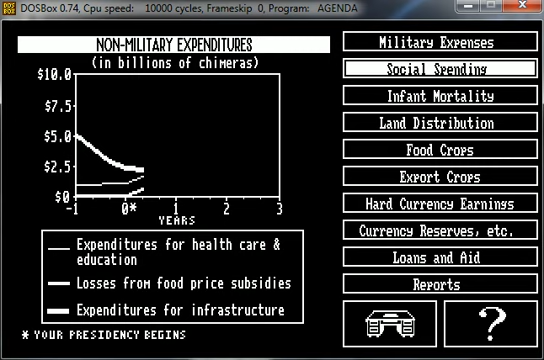 DOSBox 0.74, Cpu speed: 10000 cycles, Frameskip 0, Program: AGENDA
NON-MILITARY EXPENDITURES
(in billions of chimeras)
$10.0
$5.0
$2.5
$0
-1 0* 1 2 3
YEARS
Expenditures for health care &
education
Losses from food price subsidies
Expenditures for infrastructure
* YOUR PRESIDENCY BEGINS
Military Expenses
Social Spending
Infant Mortality
Land Distribution
Food Crops
Export Crops
Hard Currency Earnings
Currency Reserves, etc.
Loans and Aid
Reports
?